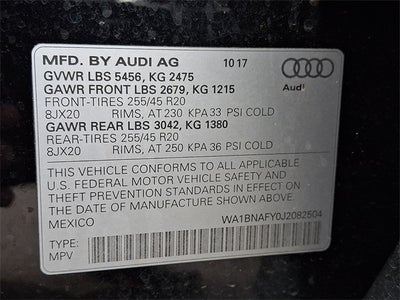 MFD. BY AUDI AG 10 17
GVWR LBS 5456, KG 2475
GAWR FRONT LBS 2679, KG 1215
Audi
FRONT-TIRES 255/45 R20
8JX20 RIMS, AT 230 KPA 33 PSI COLD
GAWR REAR LBS 3042, KG 1380
REAR-TIRES 255/45 R20
8JX20 RIMS, AT 250 KPA 36 PSI COLD
THIS VEHICLE CONFORMS TO ALL APPLICABLE
U.S. FEDERAL MOTOR VEHICLE SAFETY AND
THEFT PREVENTION STANDARDS IN EFFECT ON
THE DATE OF MANUFACTURE SHOWN ABOVE.
MEXICO WA1BNAFY0J2082504
TYPE:
MPV